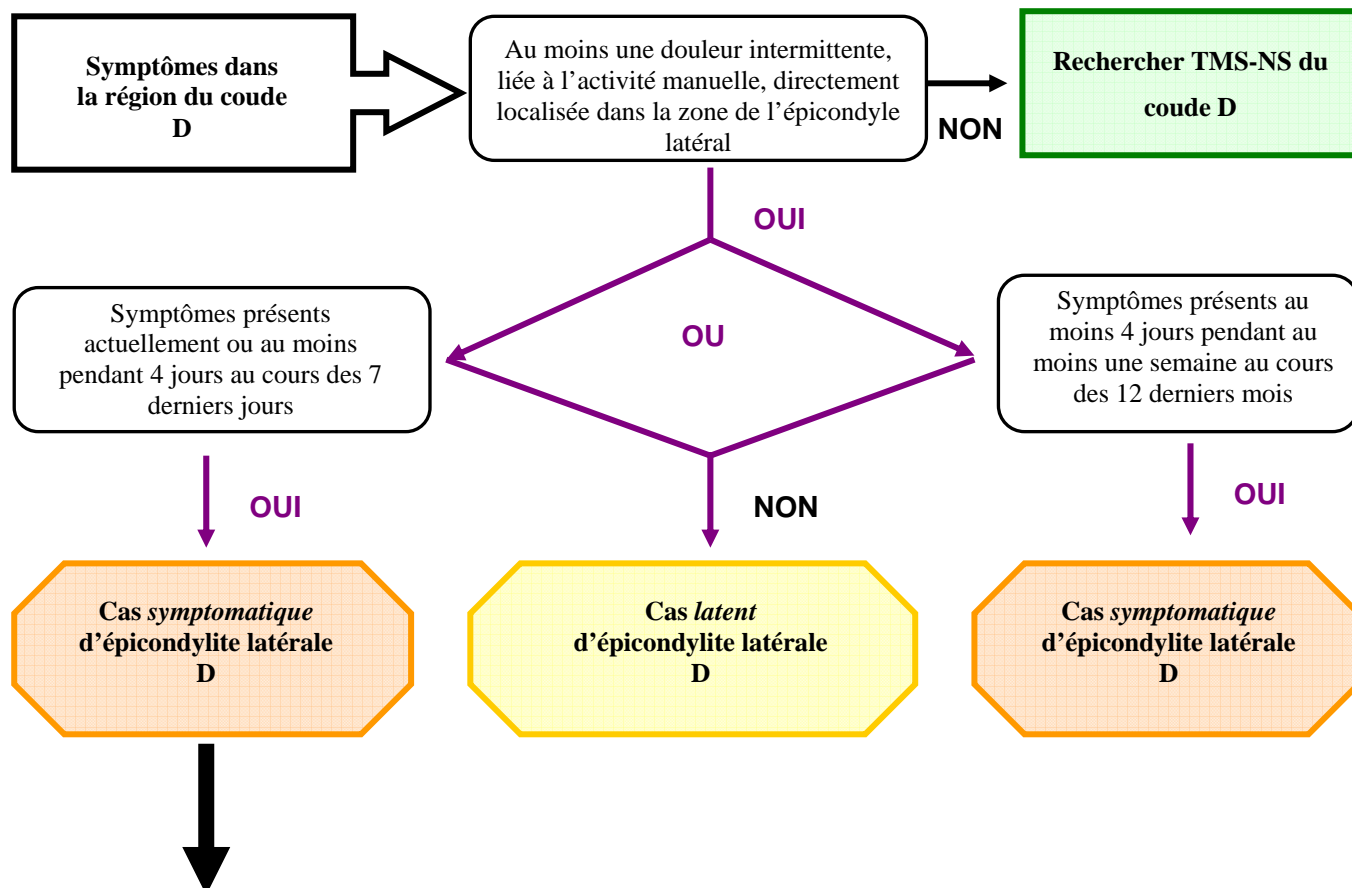 Symptômes dans
la région du coude
D
Au moins une douleur intermittente,
liée à l’activité manuelle, directement
localisée dans la zone de l’épicondyle
latéral
NON
Rechercher TMS-NS du
coude D
OUI
Symptômes présents
actuellement ou au moins
pendant 4 jours au cours des 7
derniers jours
OU
Symptômes présents au
moins 4 jours pendant au
moins une semaine au cours
des 12 derniers mois
OUI
NON
OUI
Cas symptomatique
d’épicondylite latérale
D
Cas latent
d’épicondylite latérale
D
Cas symptomatique
d’épicondylite latérale
D